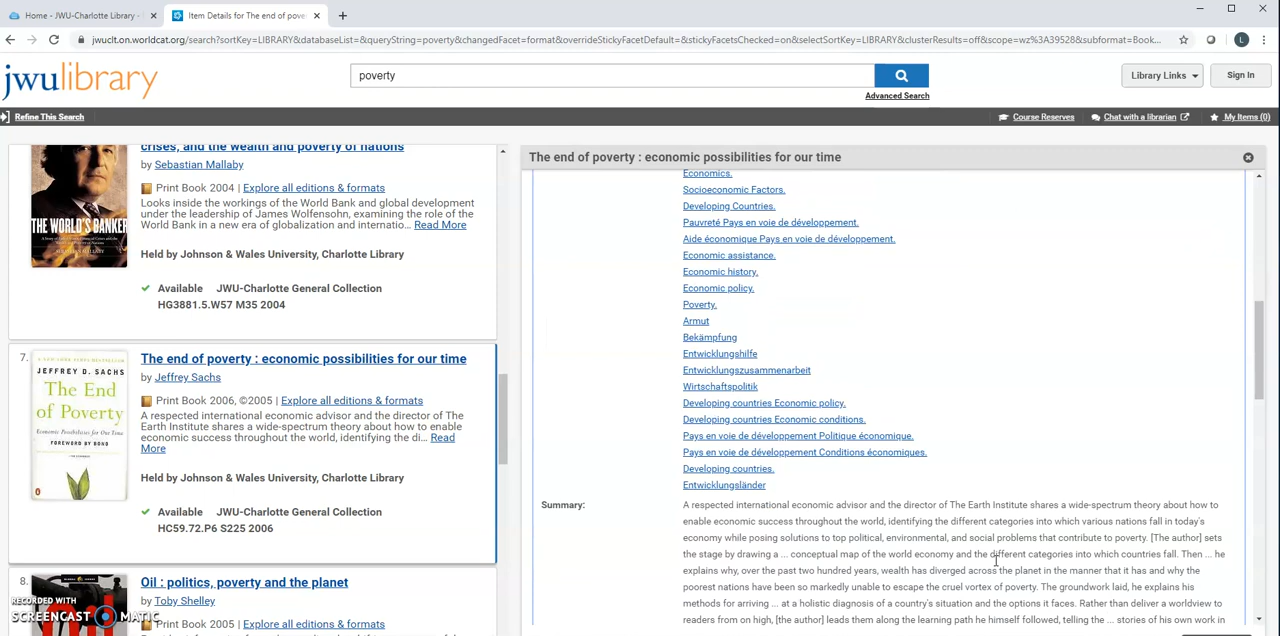 Home - JWU-Charlotte Library -
Item Details for The end of pove
jwuclt.on.worldcat.org/search?sortKey=LIBRARY&databaseList=&queryString=poverty&changedFacet=format&overrideStickyFacetDefault=&stickyFacetsChecked=on&selectSortKey=LIBRARY&clusterResults=off&scope=wz%3A39528&subformat=Book...
L
jwulibrary
poverty
Library Links
Sign In
Advanced Search
Refine This Search
Course Reserves
Chat with a librarian
My Items (0)
crises, and the wealth and poverty of nations
by Sebastian Mallaby
Print Book 2004 | Explore all editions & formats
Looks inside the workings of the World Bank and global development
under the leadership of James Wolfensohn, examining the role of the
World Bank in a new era of globalization and internatio... Read More
THE WORLD'S BANKER
Held by Johnson & Wales University, Charlotte Library
Available JWU-Charlotte General Collection
HG3881.5.W57 M35 2004
7.
JEFFREY D. SACHS
The End
of Poverty
Economic Possibilities for Our Time
FOREWORD BY BONO
The end of poverty : economic possibilities for our time
by Jeffrey Sachs
Print Book 2006, ©2005 | Explore all editions & formats
A respected international economic advisor and the director of The
Earth Institute shares a wide-spectrum theory about how to enable
economic success throughout the world, identifying the di... Read
More
Held by Johnson & Wales University, Charlotte Library
Available JWU-Charlotte General Collection
HC59.72.P6 S225 2006
8.
Oil : politics, poverty and the planet
by Toby Shelley
Print Book 2005 | Explore all editions & formats
RECORDED WITH
SCREENCAST MATIC
The end of poverty : economic possibilities for our time
Economics.
Socioeconomic Factors.
Developing Countries.
Pauvreté Pays en voie de développement.
Aide économique Pays en voie de développement.
Economic assistance.
Economic history.
Economic policy.
Poverty.
Armut
Bekämpfung
Entwicklungshilfe
Entwicklungszusammenarbeit
Wirtschaftspolitik
Developing countries Economic policy.
Developing countries Economic conditions.
Pays en voie de développement Politique économique.
Pays en voie de développement Conditions économiques.
Developing countries.
Entwicklungsländer
Summary:
A respected international economic advisor and the director of The Earth Institute shares a wide-spectrum theory about how to
enable economic success throughout the world, identifying the different categories into which various nations fall in today's
economy while posing solutions to top political, environmental, and social problems that contribute to poverty. [The author] sets
the stage by drawing a ... conceptual map of the world economy and the different categories into which countries fall. Then ... he
explains why, over the past two hundred years, wealth has diverged across the planet in the manner that it has and why the
poorest nations have been so markedly unable to escape the cruel vortex of poverty. The groundwork laid, he explains his
methods for arriving ... at a holistic diagnosis of a country's situation and the options it faces. Rather than deliver a worldview to
readers from on high, [the author] leads them along the learning path he himself followed, telling the ... stories of his own work in